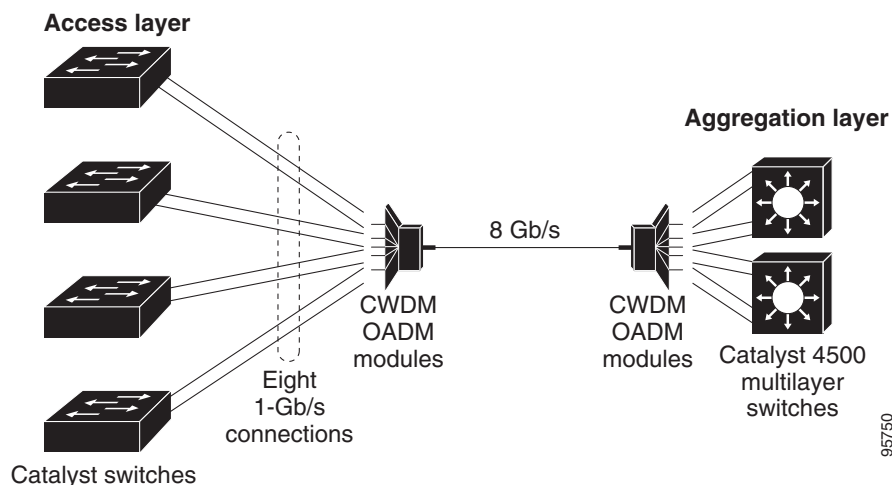 Access layer
Aggregation layer
8 Gb/s
CWDM
OADM
modules
CWDM
OADM
modules
Eight
1-Gb/s
connections
Catalyst 4500
multilayer
switches
Catalyst switches
95750